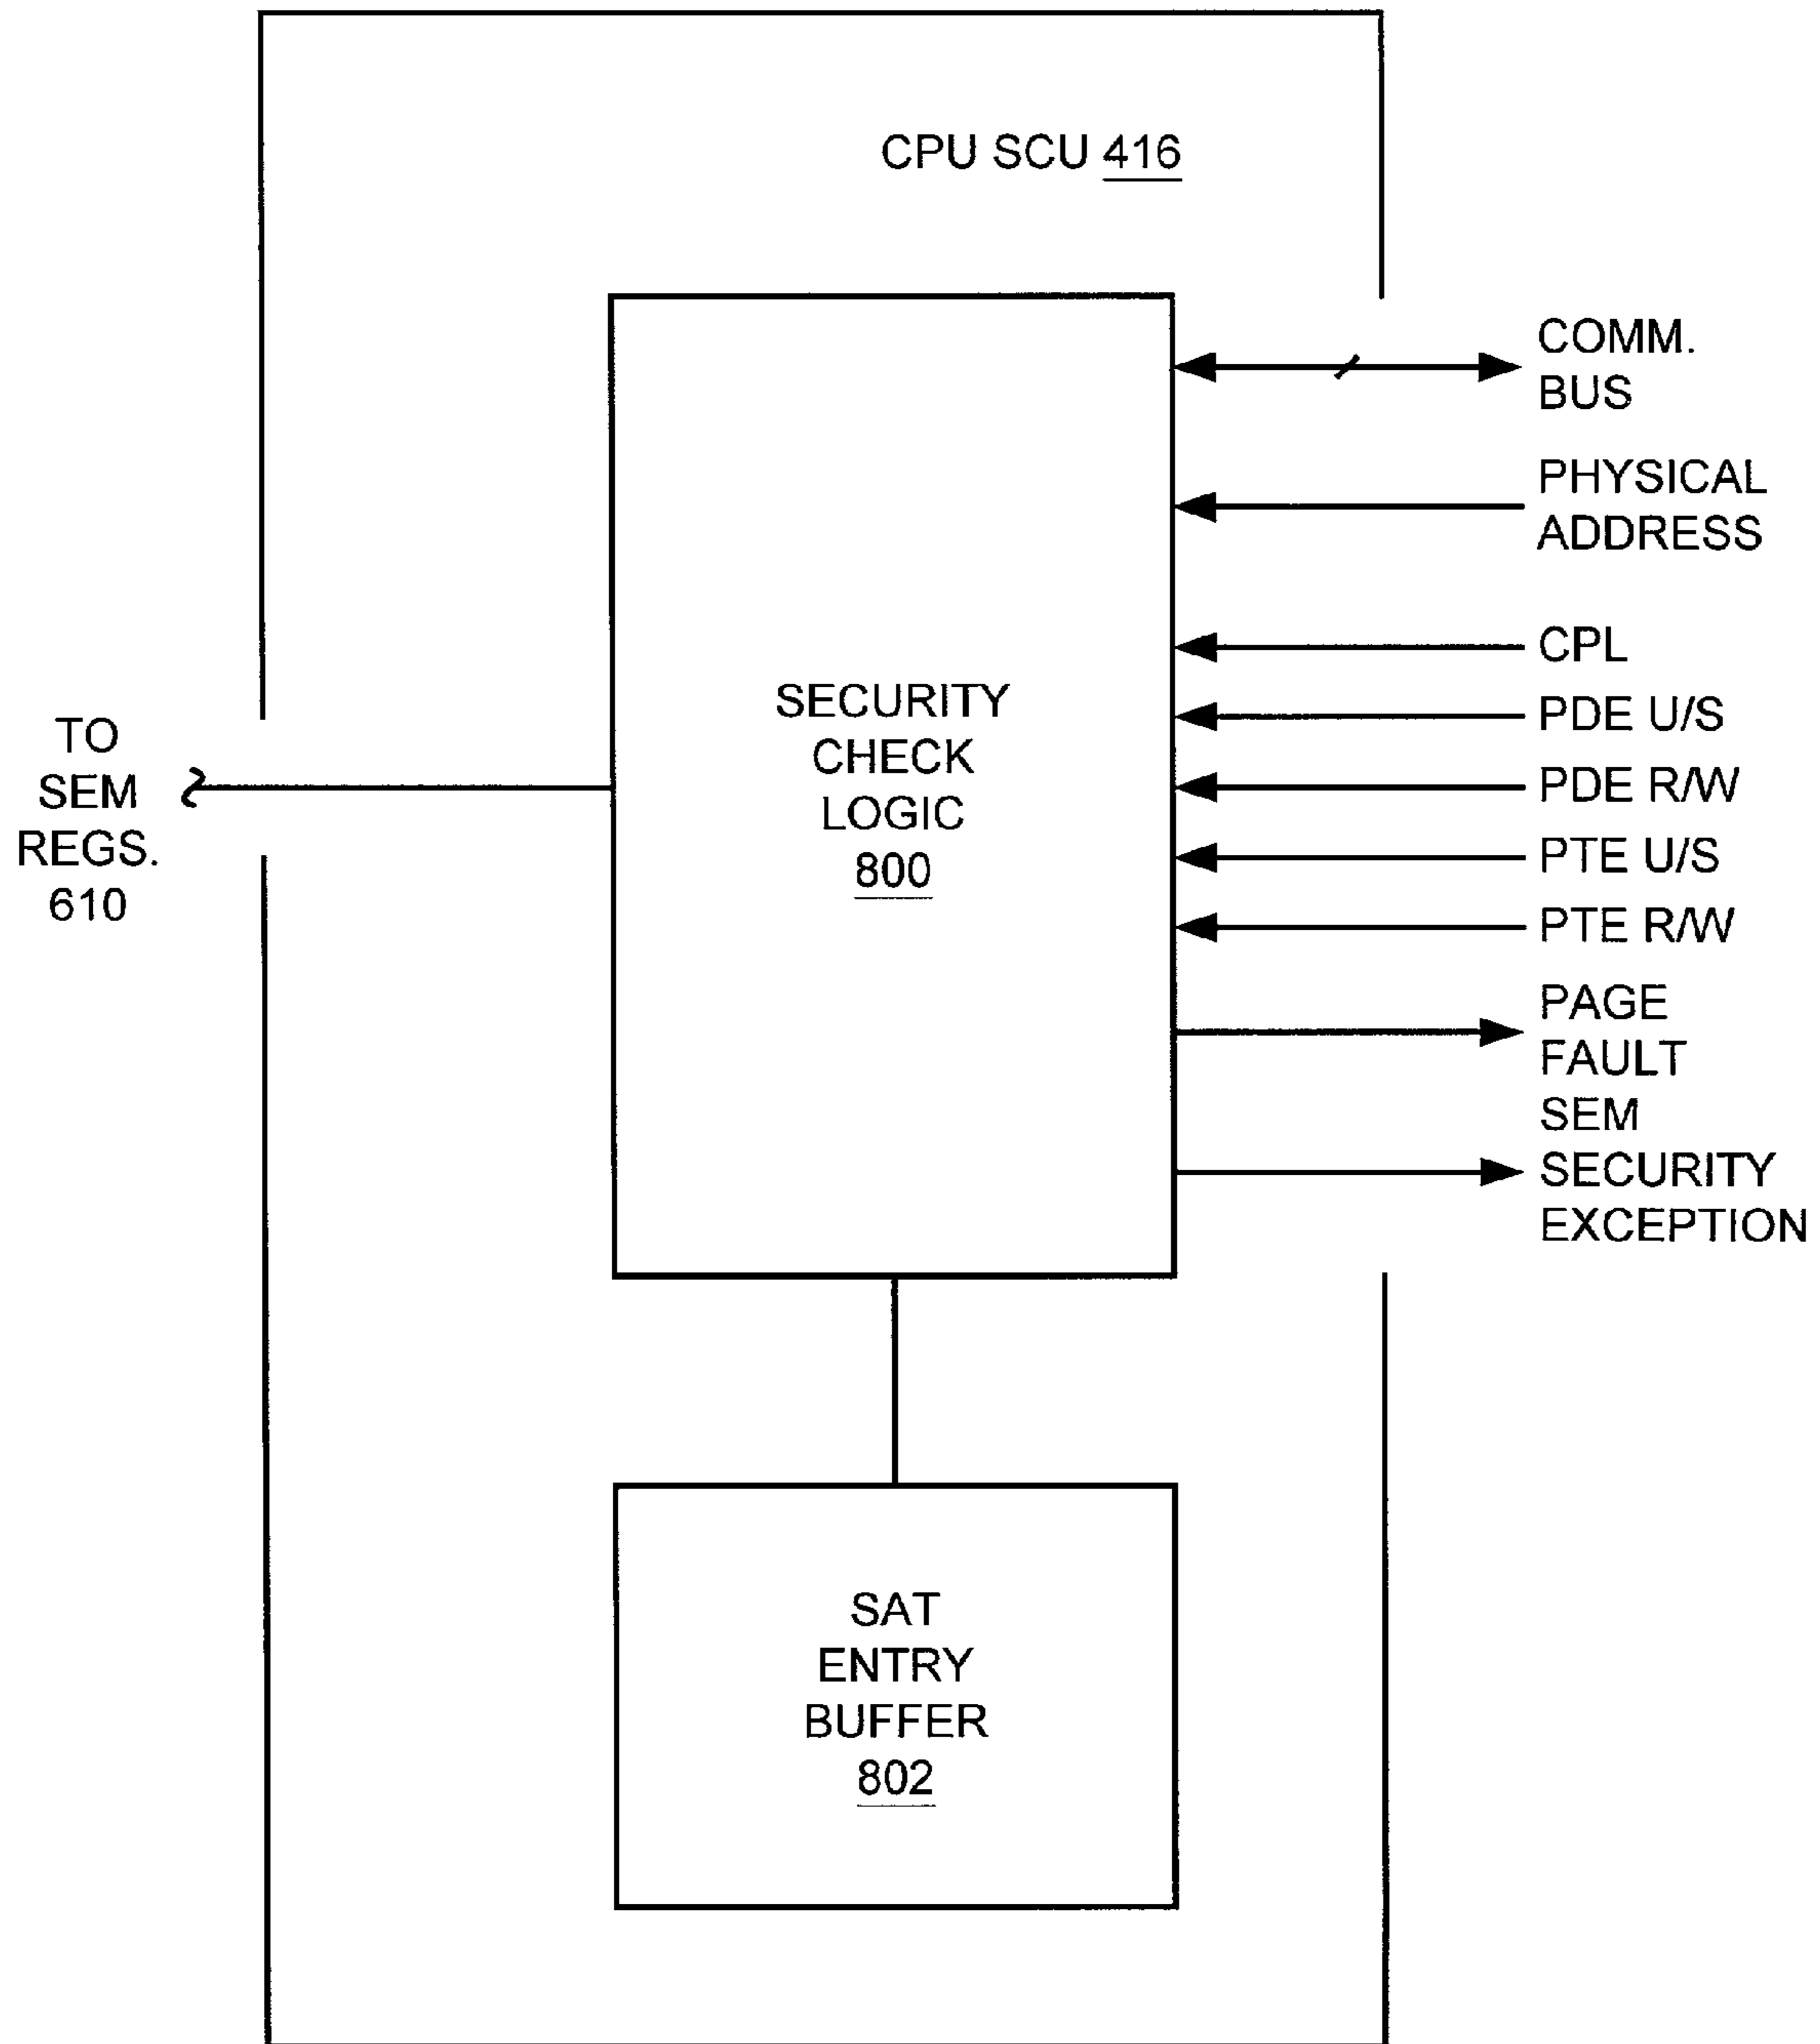 CPU SCU 416
COMM.
BUS
PHYSICAL
ADDRESS
CPL
PDE U/S
PDE R/W
PTE U/S
PTE R/W
PAGE
FAULT
SEM
SECURITY
EXCEPTION
SECURITY
CHECK
LOGIC
800
TO
SEM
REGS.
610
SAT
ENTRY
BUFFER
802